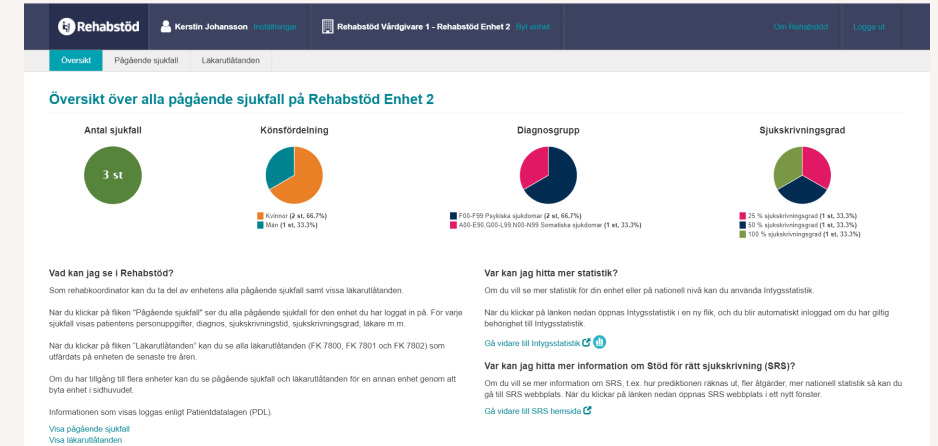 Rehabstöd
Kerstin Johansson Inställningar
Rehabstöd Vårdgivare 1 - Rehabstöd Enhet 2 Byt enhet
Om Rehabstöd
Logga ut
Översikt
Pågående sjukfall
Läkarutlåtanden
Översikt över alla pågående sjukfall på Rehabstöd Enhet 2
Antal sjukfall
3 st
Könsfördelning
Kvinnor (2 st, 66.7%)
Män (1 st, 33.3%)
Diagnosgrupp
F00-F99 Psykiska sjukdomar (2 st, 66.7%)
A00-E90,G00-L99,N00-N99 Somatiska sjukdomar (1 st, 33.3%)
Sjukskrivningsgrad
25 % sjukskrivningsgrad (1 st, 33.3%)
50 % sjukskrivningsgrad (1 st, 33.3%)
100 % sjukskrivningsgrad (1 st, 33.3%)
Vad kan jag se i Rehabstöd?
Som rehabkoordinator kan du ta del av enhetens alla pågående sjukfall samt vissa läkarutlåtanden.
När du klickar på fliken "Pågående sjukfall" ser du alla pågående sjukfall för den enhet du har loggat in på. För varje
sjukfall visas patientens personuppgifter, diagnos, sjukskrivningstid, sjukskrivningsgrad, läkare m.m.
När du klickar på fliken "Läkarutlåtanden" kan du se alla läkarutlåtanden (FK 7800, FK 7801 och FK 7802) som
utfärdats på enheten de senaste tre åren.
Om du har tillgång till flera enheter kan du se pågående sjukfall och läkarutlåtanden för en annan enhet genom att
byta enhet i sidhuvudet.
Informationen som visas loggas enligt Patientdatalagen (PDL).
Visa pågående sjukfall
Visa läkarutlåtanden
Var kan jag hitta mer statistik?
Om du vill se mer statistik för din enhet eller på nationell nivå kan du använda Intygsstatistik.
När du klickar på länken nedan öppnas Intygsstatistik i en ny flik, och du blir automatiskt inloggad om du har giltig
behörighet till Intygsstatistik.
Gå vidare till Intygsstatistik
Var kan jag hitta mer information om Stöd för rätt sjukskrivning (SRS)?
Om du vill se mer information om SRS, t.ex. hur prediktionen räknas ut, fler åtgärder, mer nationell statistik så kan du
gå till SRS webbplats. När du klickar på länken nedan öppnas SRS webbplats i ett nytt fönster.
Gå vidare till SRS hemsida